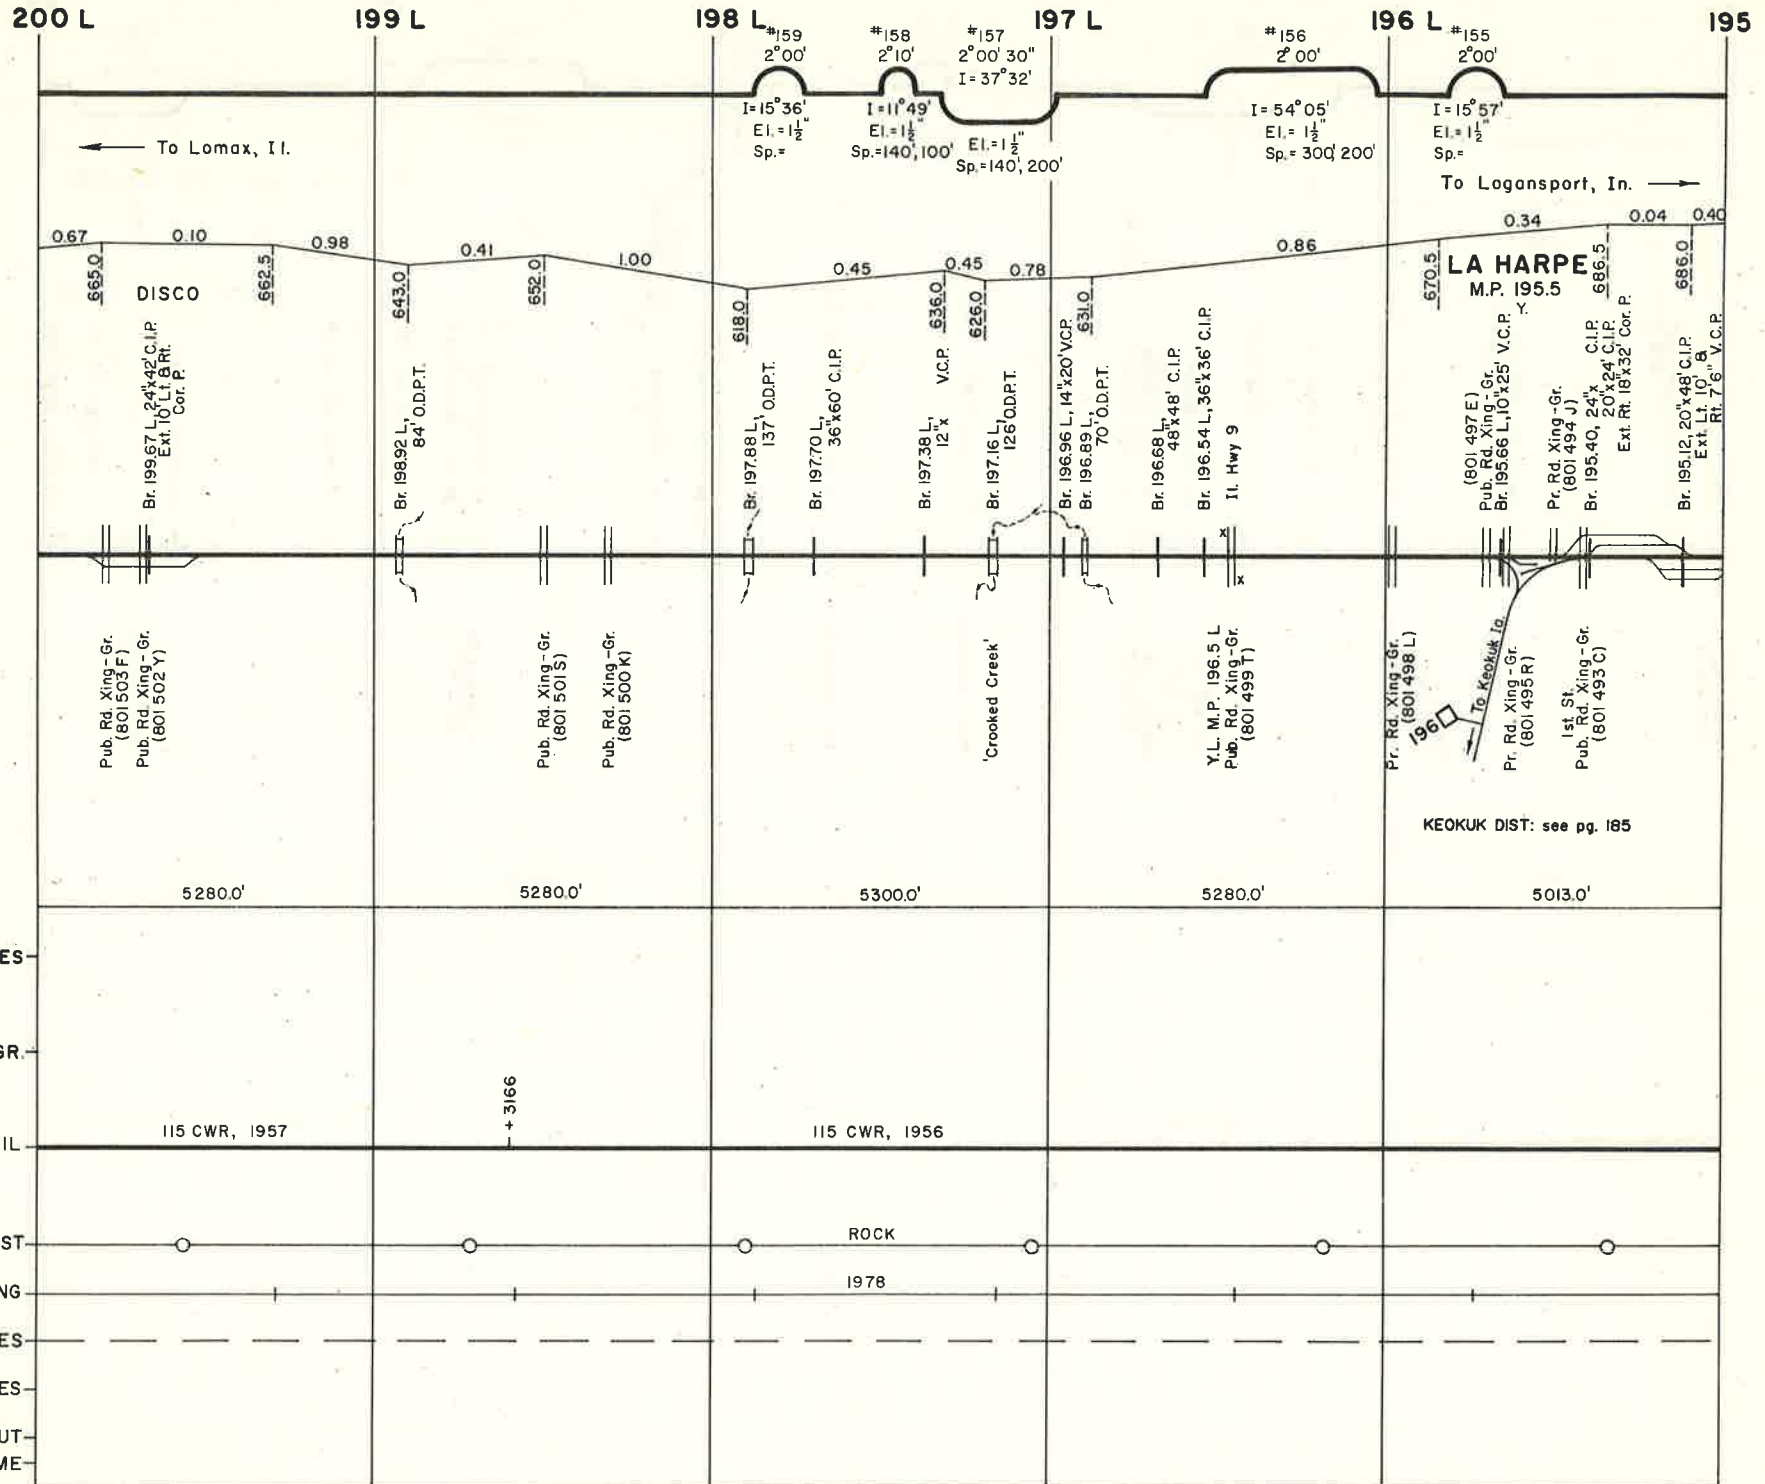 200 L
199 L
198 L
197 L
196 L
195
#159
2°00'
#158
2°10'
#157
2°00' 30"
I = 37°32'
#156
2°00'
#155
2°00'
I=15°36'
El.=1½"
Sp.=
I=11°49'
El.=1½"
Sp.=140',100'
El.=1½"
Sp.=140',200'
I=54°05'
El.= 1½"
Sp.= 300' 200'
I=15°57'
El.=1½"
Sp.=
To Lomax, Il.
To Logansport, In.
0.67
0.10
0.98
0.41
1.00
0.45
0.45
0.78
0.86
0.34
0.04
0.40
665.0
662.5
643.0
652.0
618.0
636.0
626.0
631.0
670.5
686.5
686.0
DISCO
LA HARPE
M.P. 195.5
Y.
Br. 199.67 L, 24"x42' C.I.P.
Ext. 10' Lt. & Rt.
Cor. P.
Br. 198.92 L,
84' O.D.P.T.
Br. 197.88 L,
137' O.D.P.T.
Br. 197.70 L,
36"x60' C.I.P.
Br. 197.38 L,
12"x V.C.P.
Br. 197.16 L,
126' O.D.P.T.
Br. 196.96 L, 14"x20' V.C.P.
Br. 196.89 L,
70' O.D.P.T.
Br. 196.68 L,
48"x48' C.I.P.
Br. 196.54 L, 36"x36' C.I.P.
Il. Hwy 9
(801 497 E)
Pub. Rd. Xing-Gr.
Br. 195.66 L, 10"x25' V.C.P.
Pr. Rd. Xing-Gr.
(801 494 J)
Br. 195.40, 24"x C.I.P.
20"x24' C.I.P.
Ext. Rt. 18"x32' Cor. P.
Br. 195.12, 20"x48' C.I.P.
Ext. Lt. 10' &
Rt. 7'6" V.C.P.
x
x
Pub. Rd. Xing-Gr.
(801 503 F)
Pub. Rd. Xing-Gr.
(801 502 Y)
Pub. Rd. Xing-Gr.
(801 501 S)
Pub. Rd. Xing-Gr.
(801 500 K)
'Crooked Creek'
Y.L. M.P. 196.5 L
Pub. Rd. Xing-Gr.
(801 499 T)
Pr. Rd. Xing-Gr.
(801 498 L)
196
To Keokuk Ia.
Pr. Rd. Xing-Gr.
(801 495 R)
1st St.
Pub. Rd. Xing-Gr.
(801 493 C)
KEOKUK DIST: see pg. 185
5280.0'
5280.0'
5300.0'
5280.0'
5013.0'
ES
GR.
+ 3166
115 CWR, 1957
115 CWR, 1956
IL
ST
ROCK
NG
1978
ES
ES
UT
ME